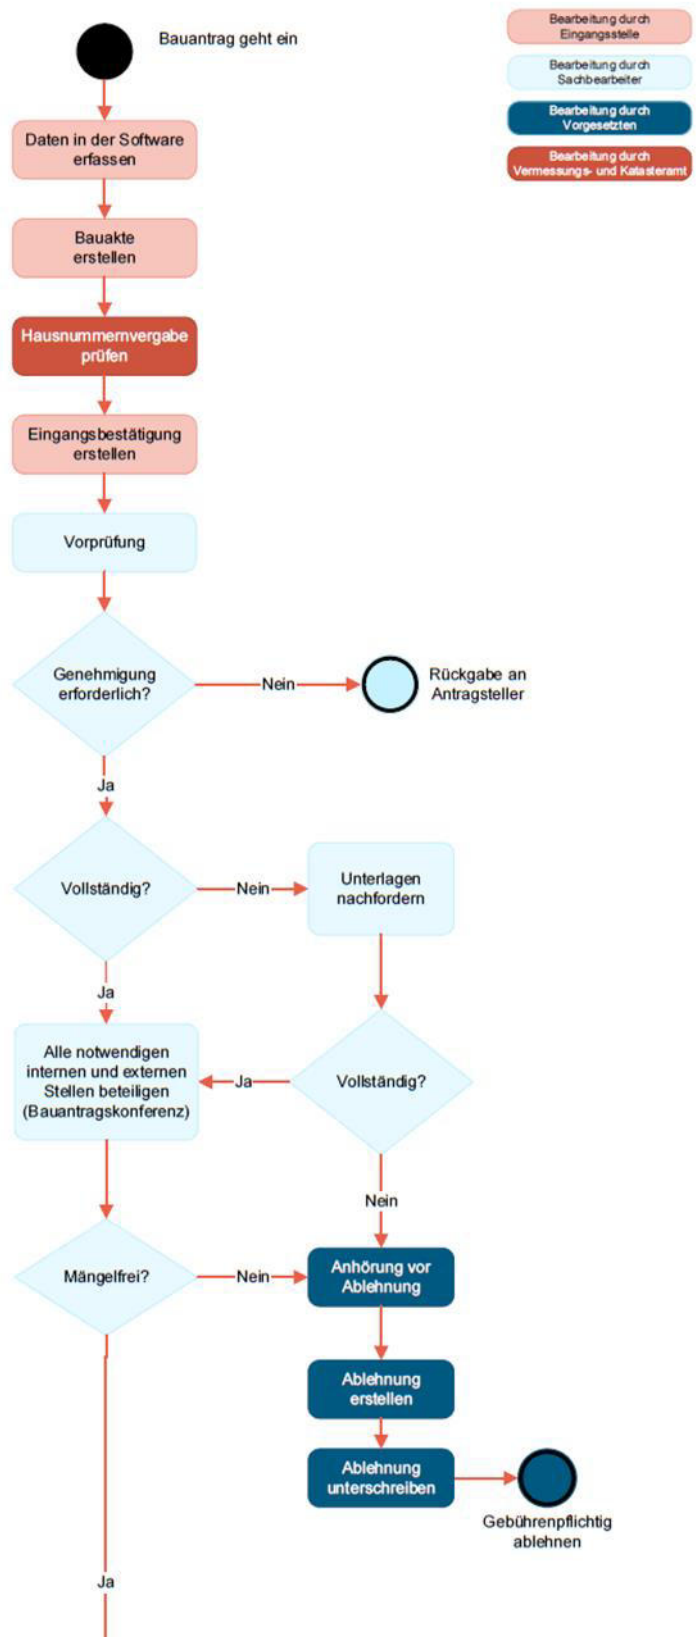 Bauantrag geht ein
Bearbeitung durch
Eingangsstelle
Bearbeitung durch
Sachbearbeiter
Bearbeitung durch
Vorgesetzten
Bearbeitung durch
Vermessungs- und Katasteramt
Daten in der Software
erfassen
Bauakte
erstellen
Hausnummernvergabe
prüfen
Eingangsbestätigung
erstellen
Vorprüfung
Genehmigung
erforderlich?
Nein
Rückgabe an
Antragsteller
Ja
Vollständig?
Nein
Unterlagen
nachfordern
Ja
Alle notwendigen
internen und externen
Stellen beteiligen
(Bauantragskonferenz)
Ja
Vollständig?
Nein
Mängelfrei?
Nein
Anhörung vor
Ablehnung
Ablehnung
erstellen
Ablehnung
unterschreiben
Gebührenpflichtig
ablehnen
Ja